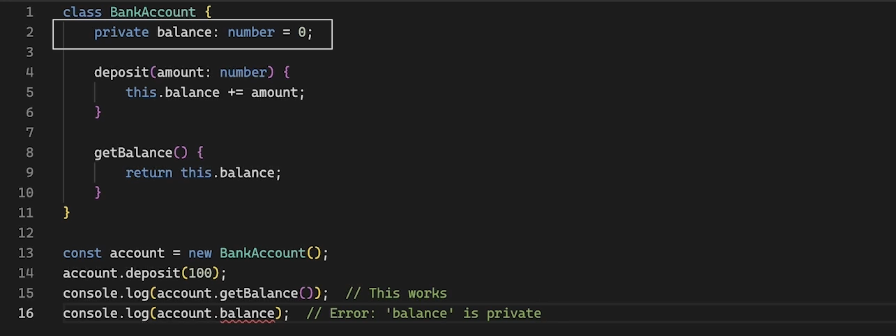 1 class BankAccount {
2     private balance: number = 0;
3
4     deposit(amount: number) {
5         this.balance += amount;
6     }
7
8     getBalance() {
9         return this.balance;
10     }
11 }
12
13 const account = new BankAccount();
14 account.deposit(100);
15 console.log(account.getBalance());  // This works
16 console.log(account.balance);  // Error: 'balance' is private